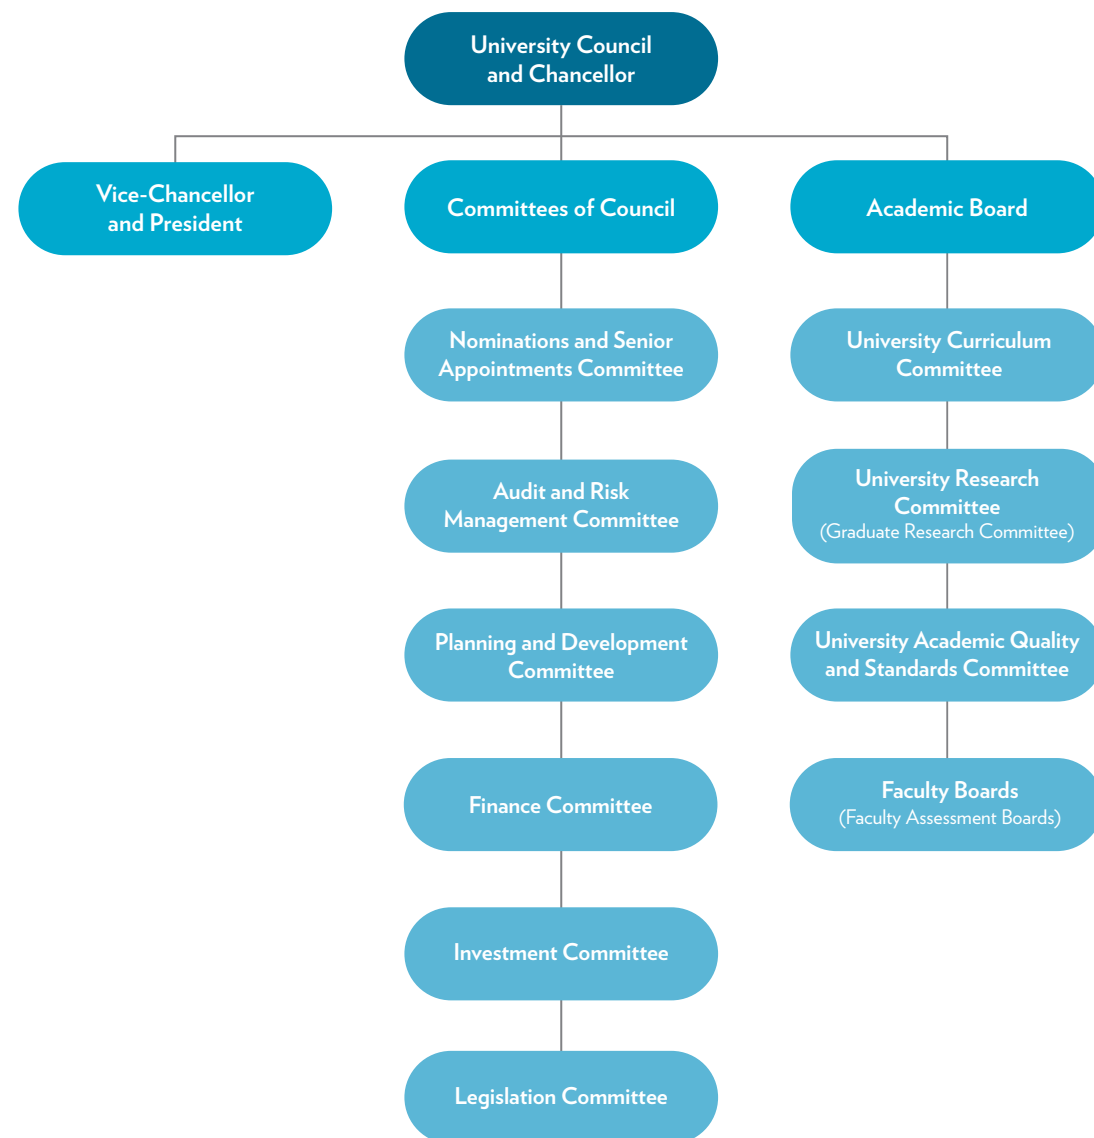 University Council
and Chancellor
Vice-Chancellor
and President
Committees of Council
Academic Board
Nominations and Senior
Appointments Committee
University Curriculum
Committee
Audit and Risk
Management Committee
University Research
Committee
(Graduate Research Committee)
Planning and Development
Committee
University Academic Quality
and Standards Committee
Finance Committee
Faculty Boards
(Faculty Assessment Boards)
Investment Committee
Legislation Committee